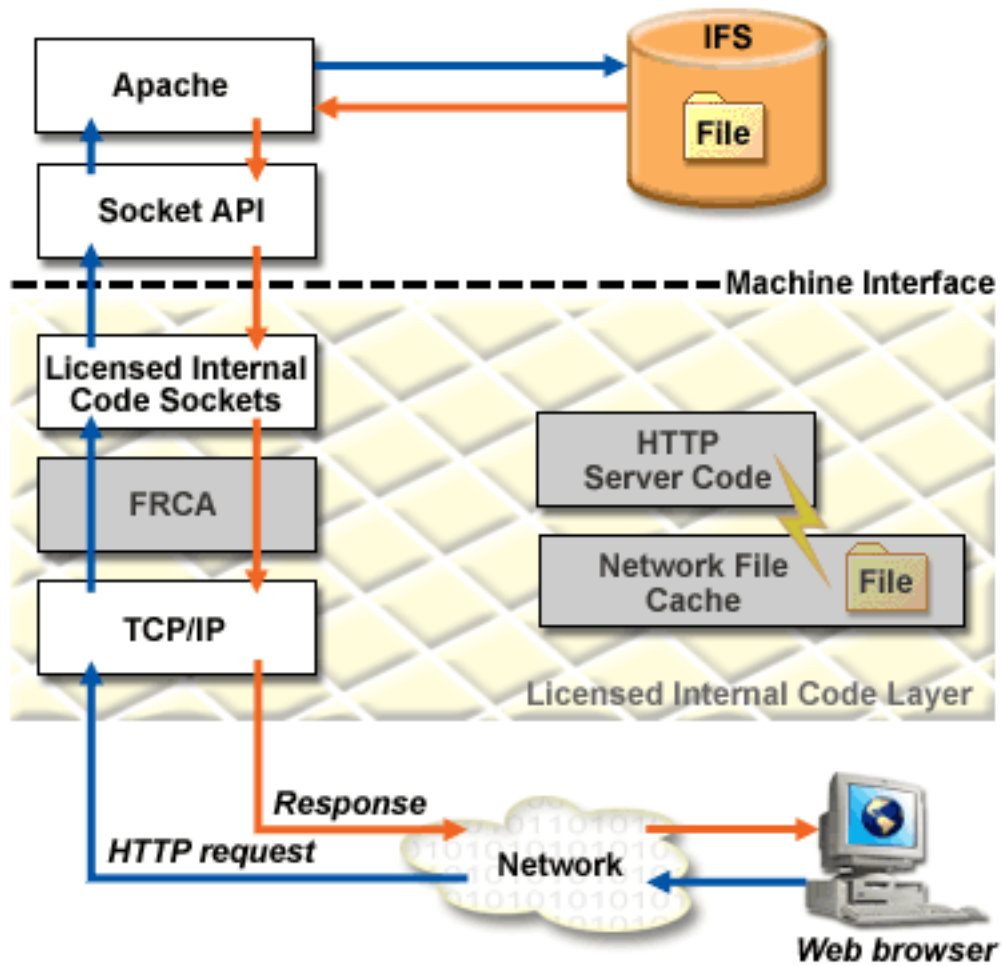 IFS
Apache
File
Socket API
Machine Interface
Licensed Internal
Code Sockets
HTTP
Server Code
FRCA
Network File
Cache
File
TCP/IP
Licensed Internal Code Layer
Response
HTTP request
Network
Web browser